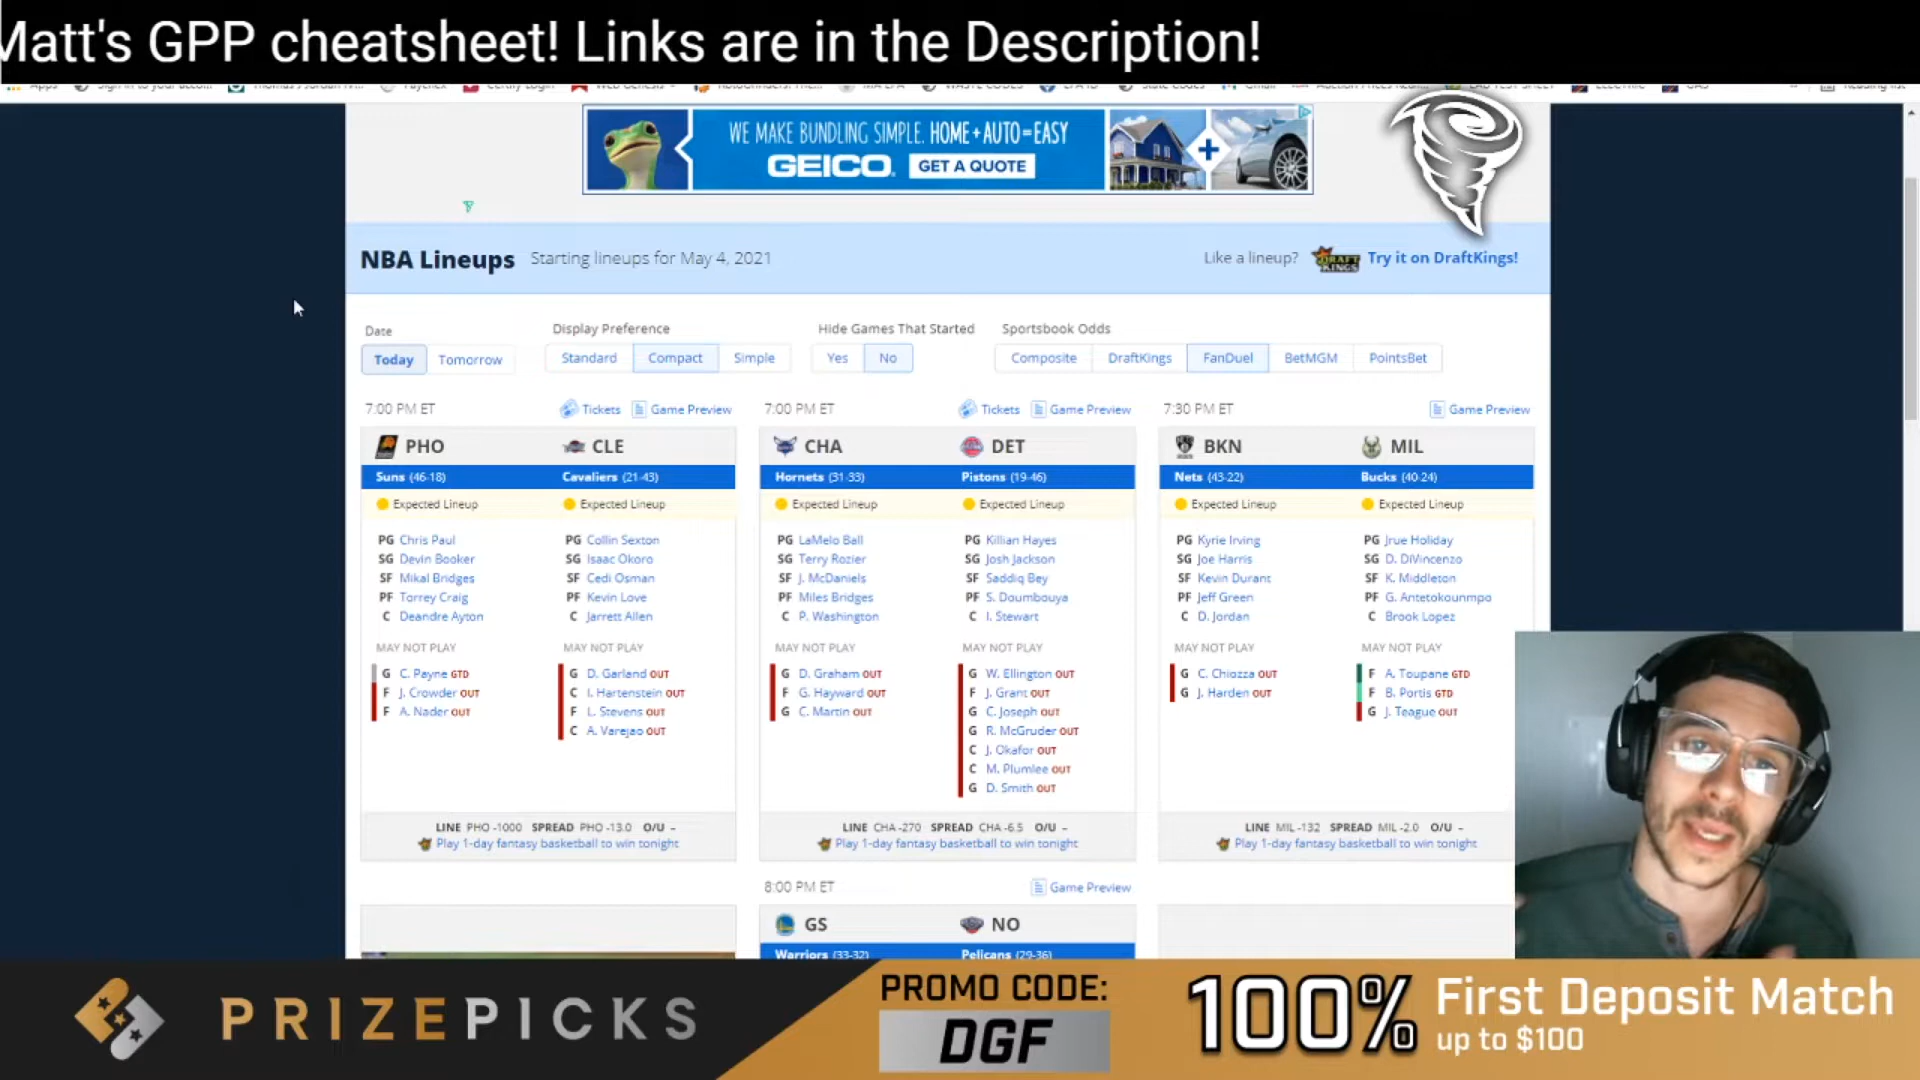 Matt's GPP cheatsheet! Links are in the Description!
WE MAKE BUNDLING SIMPLE. HOME+AUTO=EASY
GEICO. GET A QUOTE
NBA Lineups Starting lineups for May 4, 2021
Like a lineup? DRAFT KINGS Try it on DraftKings!
Date Display Preference Hide Games That Started Sportsbook Odds
Today Tomorrow Standard Compact Simple Yes No Composite DraftKings FanDuel BetMGM PointsBet
7:00 PM ET Tickets Game Preview
PHO CLE
Suns (46-18) Cavaliers (21-43)
Expected Lineup Expected Lineup
PG Chris Paul PG Collin Sexton
SG Devin Booker SG Isaac Okoro
SF Mikal Bridges SF Cedi Osman
PF Torrey Craig PF Kevin Love
C Deandre Ayton C Jarrett Allen
MAY NOT PLAY MAY NOT PLAY
G C. Payne GTD G D. Garland OUT
F J. Crowder OUT C I. Hartenstein OUT
F A. Nader OUT F L. Stevens OUT
C A. Varejao OUT
LINE PHO -1000 SPREAD PHO -13.0 O/U -
Play 1-day fantasy basketball to win tonight
7:00 PM ET Tickets Game Preview
CHA DET
Hornets (31-33) Pistons (19-46)
Expected Lineup Expected Lineup
PG LaMelo Ball PG Killian Hayes
SG Terry Rozier SG Josh Jackson
SF J. McDaniels SF Saddiq Bey
PF Miles Bridges PF S. Doumbouya
C P. Washington C I. Stewart
MAY NOT PLAY MAY NOT PLAY
G D. Graham OUT G W. Ellington OUT
F G. Hayward OUT F J. Grant OUT
G C. Martin OUT G C. Joseph OUT
G R. McGruder OUT
C J. Okafor OUT
C M. Plumlee OUT
G D. Smith OUT
LINE CHA -270 SPREAD CHA -6.5 O/U -
Play 1-day fantasy basketball to win tonight
7:30 PM ET Game Preview
BKN MIL
Nets (43-22) Bucks (40-24)
Expected Lineup Expected Lineup
PG Kyrie Irving PG Jrue Holiday
SG Joe Harris SG D. DiVincenzo
SF Kevin Durant SF K. Middleton
PF Jeff Green PF G. Antetokounmpo
C D. Jordan C Brook Lopez
MAY NOT PLAY MAY NOT PLAY
G C. Chiozza OUT F A. Toupane GTD
G J. Harden OUT F B. Portis GTD
G J. Teague OUT
LINE MIL -132 SPREAD MIL -2.0 O/U -
Play 1-day fantasy basketball to win tonight
8:00 PM ET Game Preview
GS NO
Warriors (33-32) Pelicans (29-36)
PRIZEPICKS
PROMO CODE:
DGF
100% First Deposit Match
up to $100